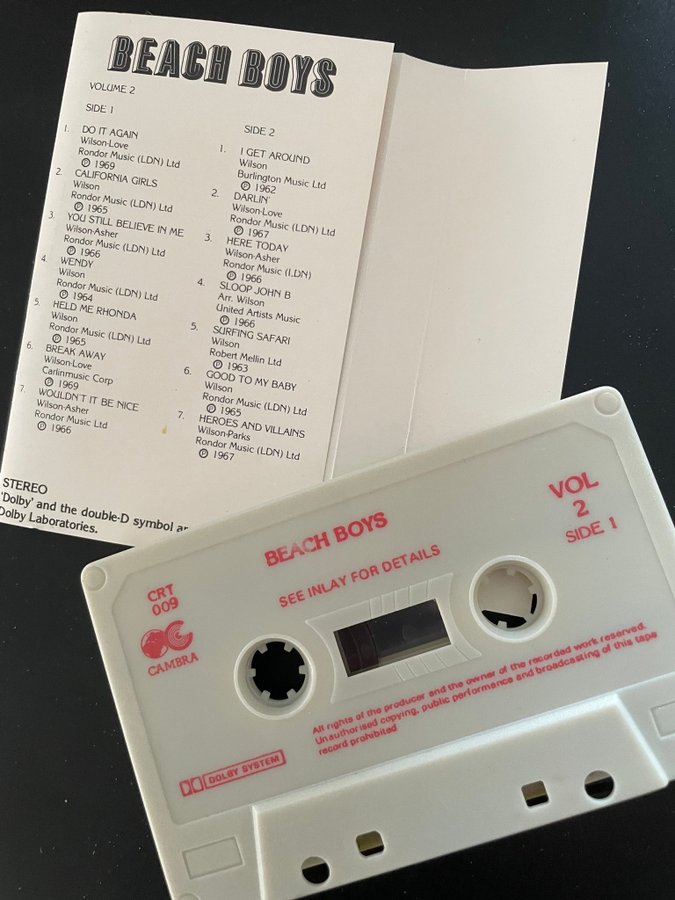 BEACH BOYS
VOLUME 2
SIDE 1
1. DO IT AGAIN
Wilson-Love
Rondor Music (LDN) Ltd
℗ 1969
2. CALIFORNIA GIRLS
Wilson
Rondor Music (LDN) Ltd
℗ 1965
3. YOU STILL BELIEVE IN ME
Wilson-Asher
Rondor Music (LDN) Ltd
℗ 1966
4. WENDY
Wilson
Rondor Music (LDN) Ltd
℗ 1964
5. HELD ME RHONDA
Wilson
Rondor Music (LDN) Ltd
℗ 1965
6. BREAK AWAY
Wilson-Love
Carlinmusic Corp
℗ 1969
7. WOULDN'T IT BE NICE
Wilson-Asher
Rondor Music Ltd
℗ 1966
SIDE 2
1. I GET AROUND
Wilson
Burlington Music Ltd
℗ 1962
2. DARLIN'
Wilson-Love
Rondor Music (LDN) Ltd
℗ 1967
3. HERE TODAY
Wilson-Asher
Rondor Music (LDN)
℗ 1966
4. SLOOP JOHN B
Arr. Wilson
United Artists Music
℗ 1966
5. SURFING SAFARI
Wilson
Robert Mellin Ltd
℗ 1963
6. GOOD TO MY BABY
Wilson
Rondor Music (LDN) Ltd
℗ 1965
7. HEROES AND VILLAINS
Wilson-Parks
Rondor Music (LDN) Ltd
℗ 1967
STEREO
'Dolby' and the double-D symbol
Dolby Laboratories.
BEACH BOYS
SEE INLAY FOR DETAILS
VOL
2
SIDE 1
CRT
009
CAMBRA
All rights of the producer and the owner of the recorded work reserved.
Unauthorised copying, public performance and broadcasting of this tape
record prohibited
DOLBY SYSTEM